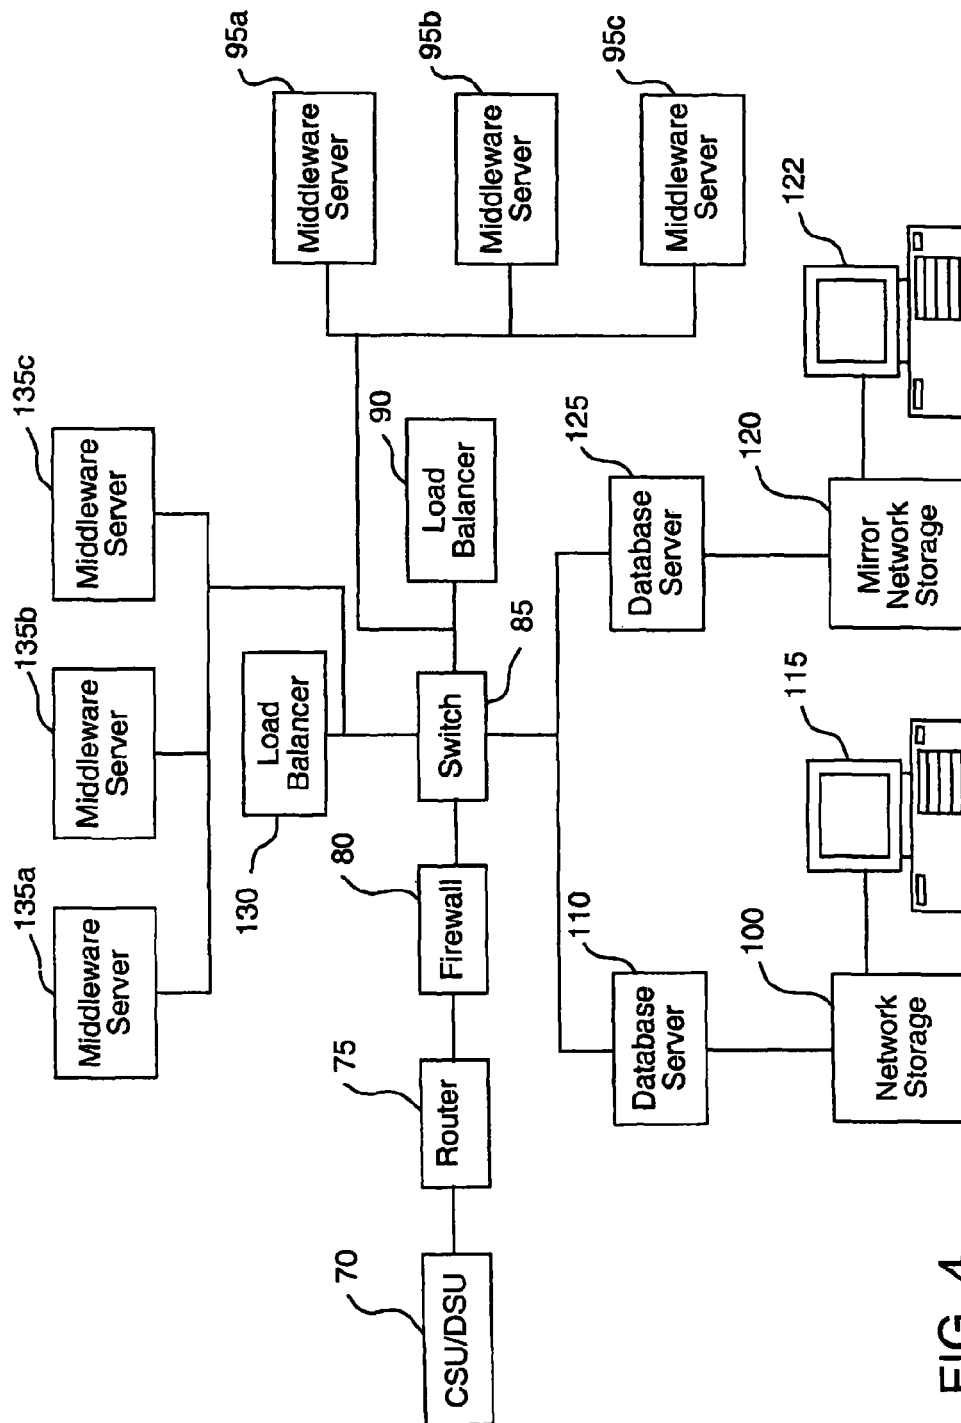 135a
Middleware
Server
135b
Middleware
Server
135c
Middleware
Server
95a
Middleware
Server
95b
Middleware
Server
95c
Middleware
Server
130
Load
Balancer
90
Load
Balancer
70
CSU/DSU
75
Router
80
Firewall
85
Switch
110
Database
Server
125
Database
Server
100
Network
Storage
115
120
Mirror
Network
Storage
122
FIG. 4